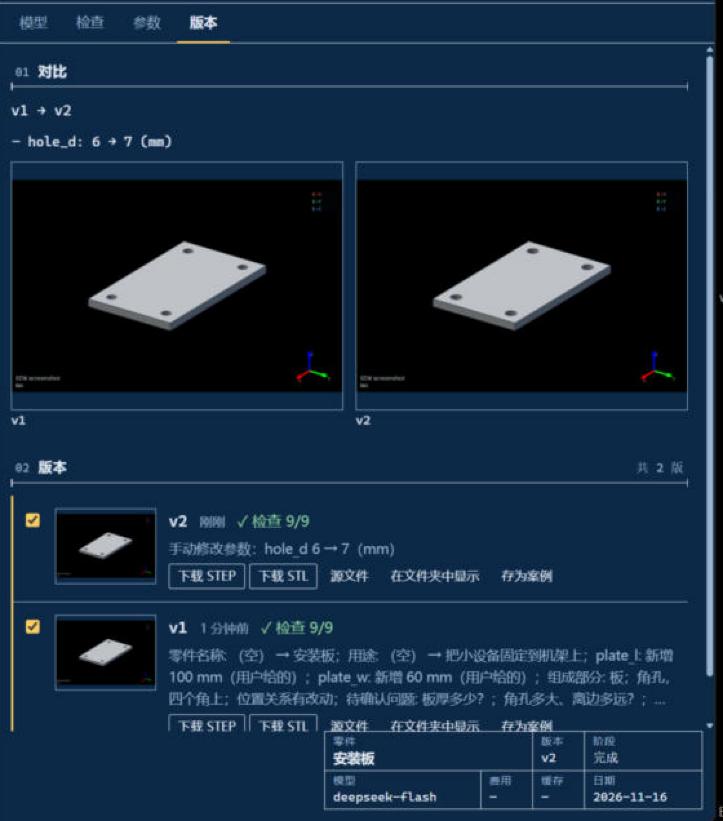 模型 检查 参数 版本
01 对比
v1 → v2
- hole_d: 6 → 7 (mm)
v1 v2
02 版本 共 2 版
v2 刚刚 ✓ 检查 9/9
手动修改参数: hole_d 6 → 7 (mm)
下载 STEP 下载 STL 源文件 在文件夹中显示 存为案例
v1 1 分钟前 ✓ 检查 9/9
零件名称: (空) → 安装板; 用途: (空) → 把小设备固定到机架上; plate_l: 新增
100 mm (用户给的) ; plate_w: 新增 60 mm (用户给的) ; 组成部分: 板; 角孔,
四个角上; 位置关系有改动; 待确认问题: 板厚多少? ; 角孔多大、离边多远? ; ...
下载 STEP 下载 STL 源文件 在文件夹中显示 存为案例
零件 版本 阶段
安装板 v2 完成
模型 费用 缓存 日期
deepseek-flash - - 2026-11-16